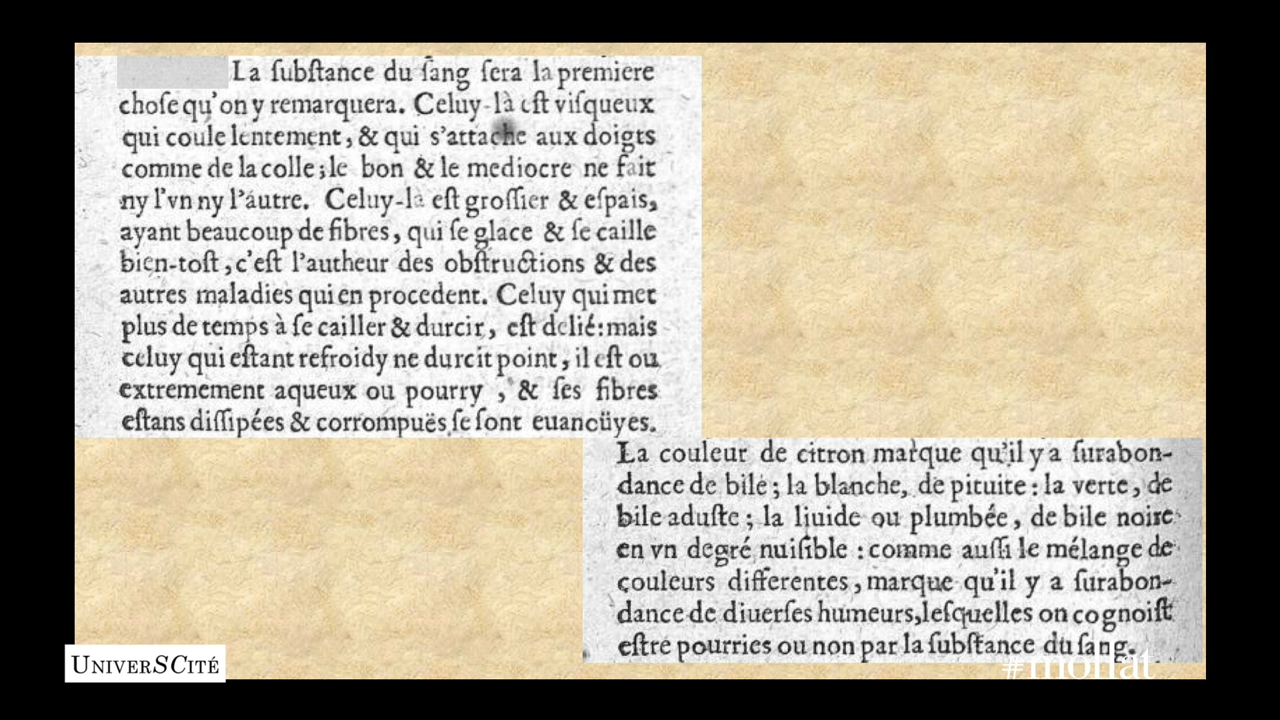 La ſubſtance du ſang ſera la premiere
choſe qu'on y remarquera. Celuy-là eſt viſqueux
qui coule lentement, & qui s'attache aux doigts
comme de la colle; le bon & le mediocre ne fait
ny l'vn ny l'autre. Celuy-là eſt groſſier & eſpais,
ayant beaucoup de fibres, qui ſe glace & ſe caille
bien-toſt, c'eſt l'autheur des obſtructions & des
autres maladies qui en procedent. Celuy qui met
plus de temps à ſe cailler & durcir, eſt delié: mais
celuy qui eſtant refroidy ne durcit point, il eſt ou
extremement aqueux ou pourry, & ſes fibres
eſtans diſſipées & corrompuës ſe ſont euanoüyes.
La couleur de citron marque qu'il y a ſurabon-
dance de bile; la blanche, de pituite: la verte, de
bile aduſte; la liuide ou plumbée, de bile noire
en vn degré nuiſible: comme auſſi le mélange de
couleurs differentes, marque qu'il y a ſurabon-
dance de diuerſes humeurs, leſquelles on cognoiſt
eſtre pourries ou non par la ſubſtance du ſang.
UNIVERSCITÉ
#mollat